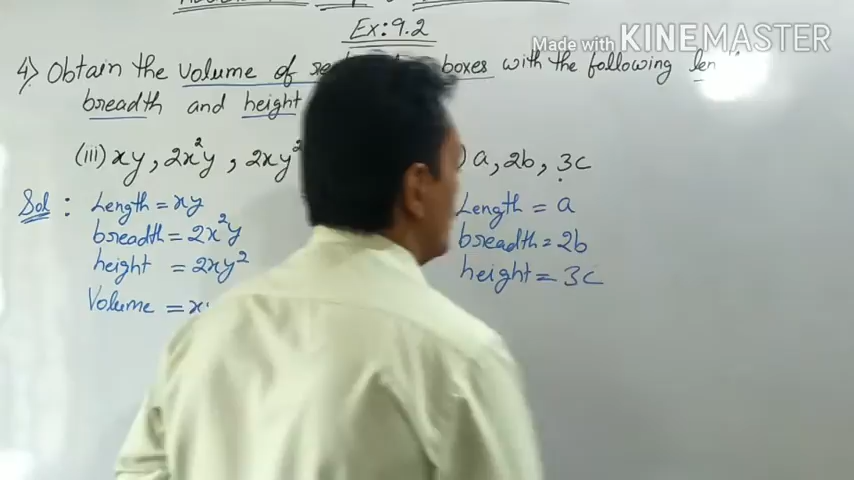 Made with KINEMASTER
Ex: 9.2
4) Obtain the volume of boxes with the following
breadth and height
(iii) xy, 2x²y, 2xy²
) a, 2b, 3c
Sol: Length = xy
breadth = 2x²y
height = 2xy²
Volume = x
Length = a
breadth = 2b
height = 3c